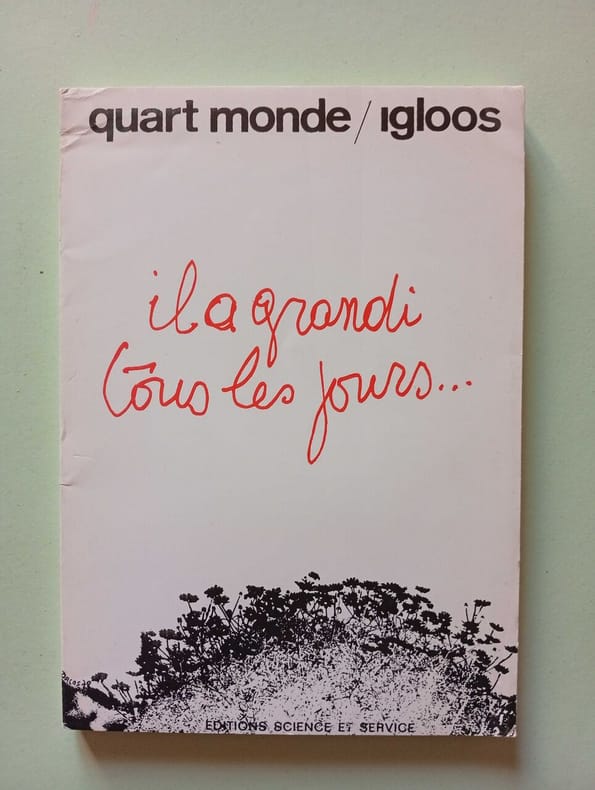 quart monde/ igloos
il a grandi
tous les jours...
EDITIONS SCIENCE ET SERVICE